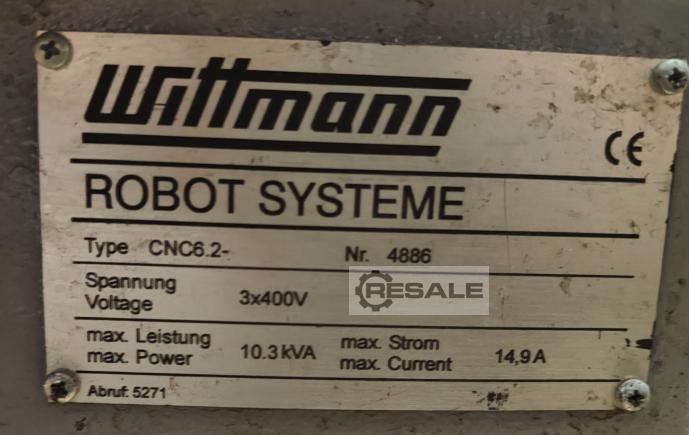 Wittmann
CE
ROBOT SYSTEME
Type CNC6.2- Nr. 4886
Spannung
Voltage 3x400V
RESALE
max. Leistung max. Strom
max. Power 10.3 kVA max. Current 14,9 A
Abruf: 5271